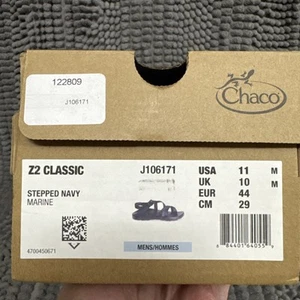 122809
J106171
Chaco
Z2 CLASSIC J106171
STEPPED NAVY
MARINE
USA 11 M
UK 10 M
EUR 44
CM 29
4700450671
MENS/HOMMES